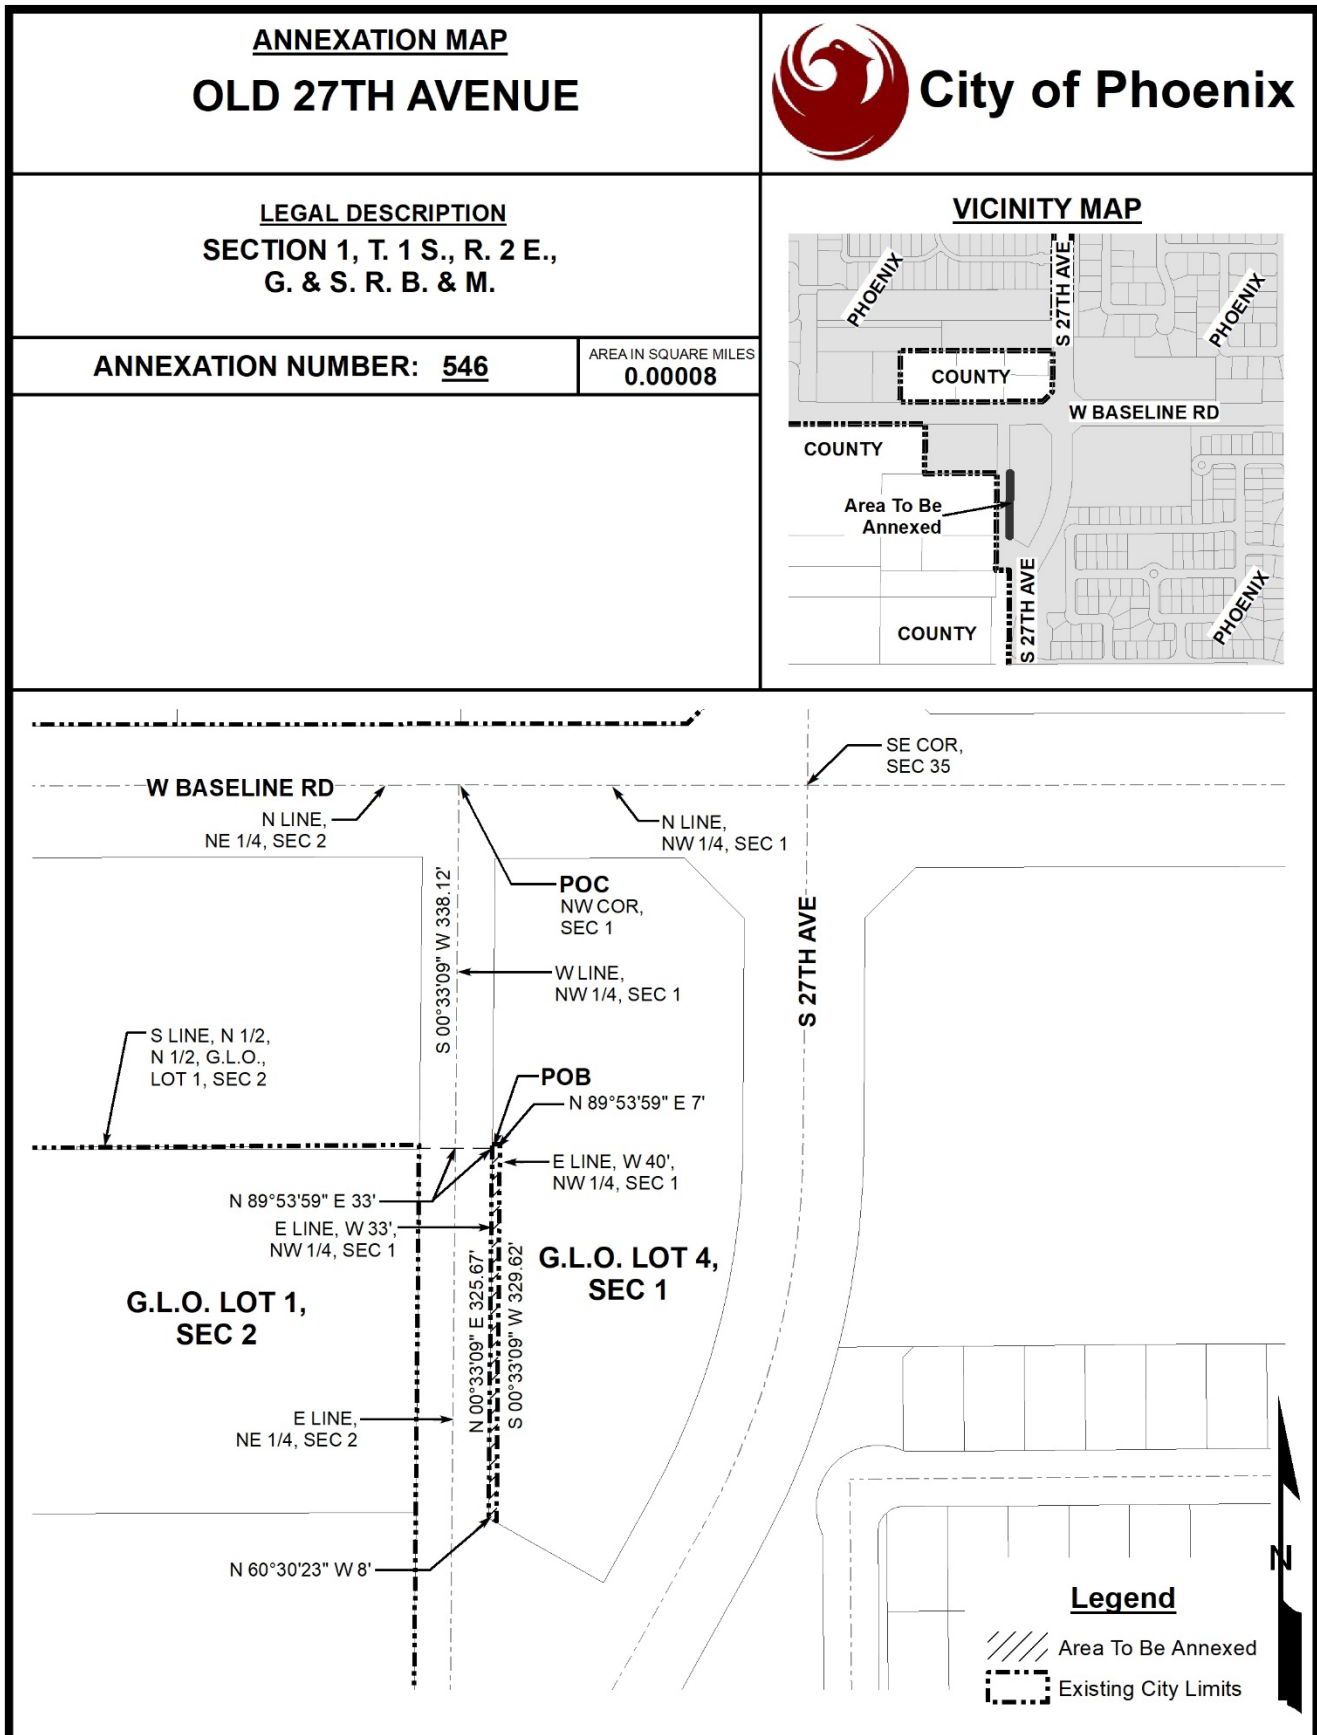 ANNEXATION MAP
OLD 27TH AVENUE
City of Phoenix
LEGAL DESCRIPTION
SECTION 1, T. 1 S., R. 2 E.,
G. & S. R. B. & M.
ANNEXATION NUMBER: 546
AREA IN SQUARE MILES
0.00008
VICINITY MAP
PHOENIX
S 27TH AVE
PHOENIX
COUNTY
W BASELINE RD
COUNTY
Area To Be
Annexed
S 27TH AVE
PHOENIX
COUNTY
SE COR,
SEC 35
W BASELINE RD
N LINE,
NE 1/4, SEC 2
N LINE,
NW 1/4, SEC 1
POC
NW COR,
SEC 1
S 00°33'09" W 338.12'
W LINE,
NW 1/4, SEC 1
S 27TH AVE
S LINE, N 1/2,
N 1/2, G.L.O.,
LOT 1, SEC 2
POB
N 89°53'59" E 7'
E LINE, W 40',
NW 1/4, SEC 1
N 89°53'59" E 33'
E LINE, W 33',
NW 1/4, SEC 1
G.L.O. LOT 4,
SEC 1
G.L.O. LOT 1,
SEC 2
N 00°33'09" E 325.67'
S 00°33'09" W 329.62'
E LINE,
NE 1/4, SEC 2
N 60°30'23" W 8'
N
Legend
Area To Be Annexed
Existing City Limits